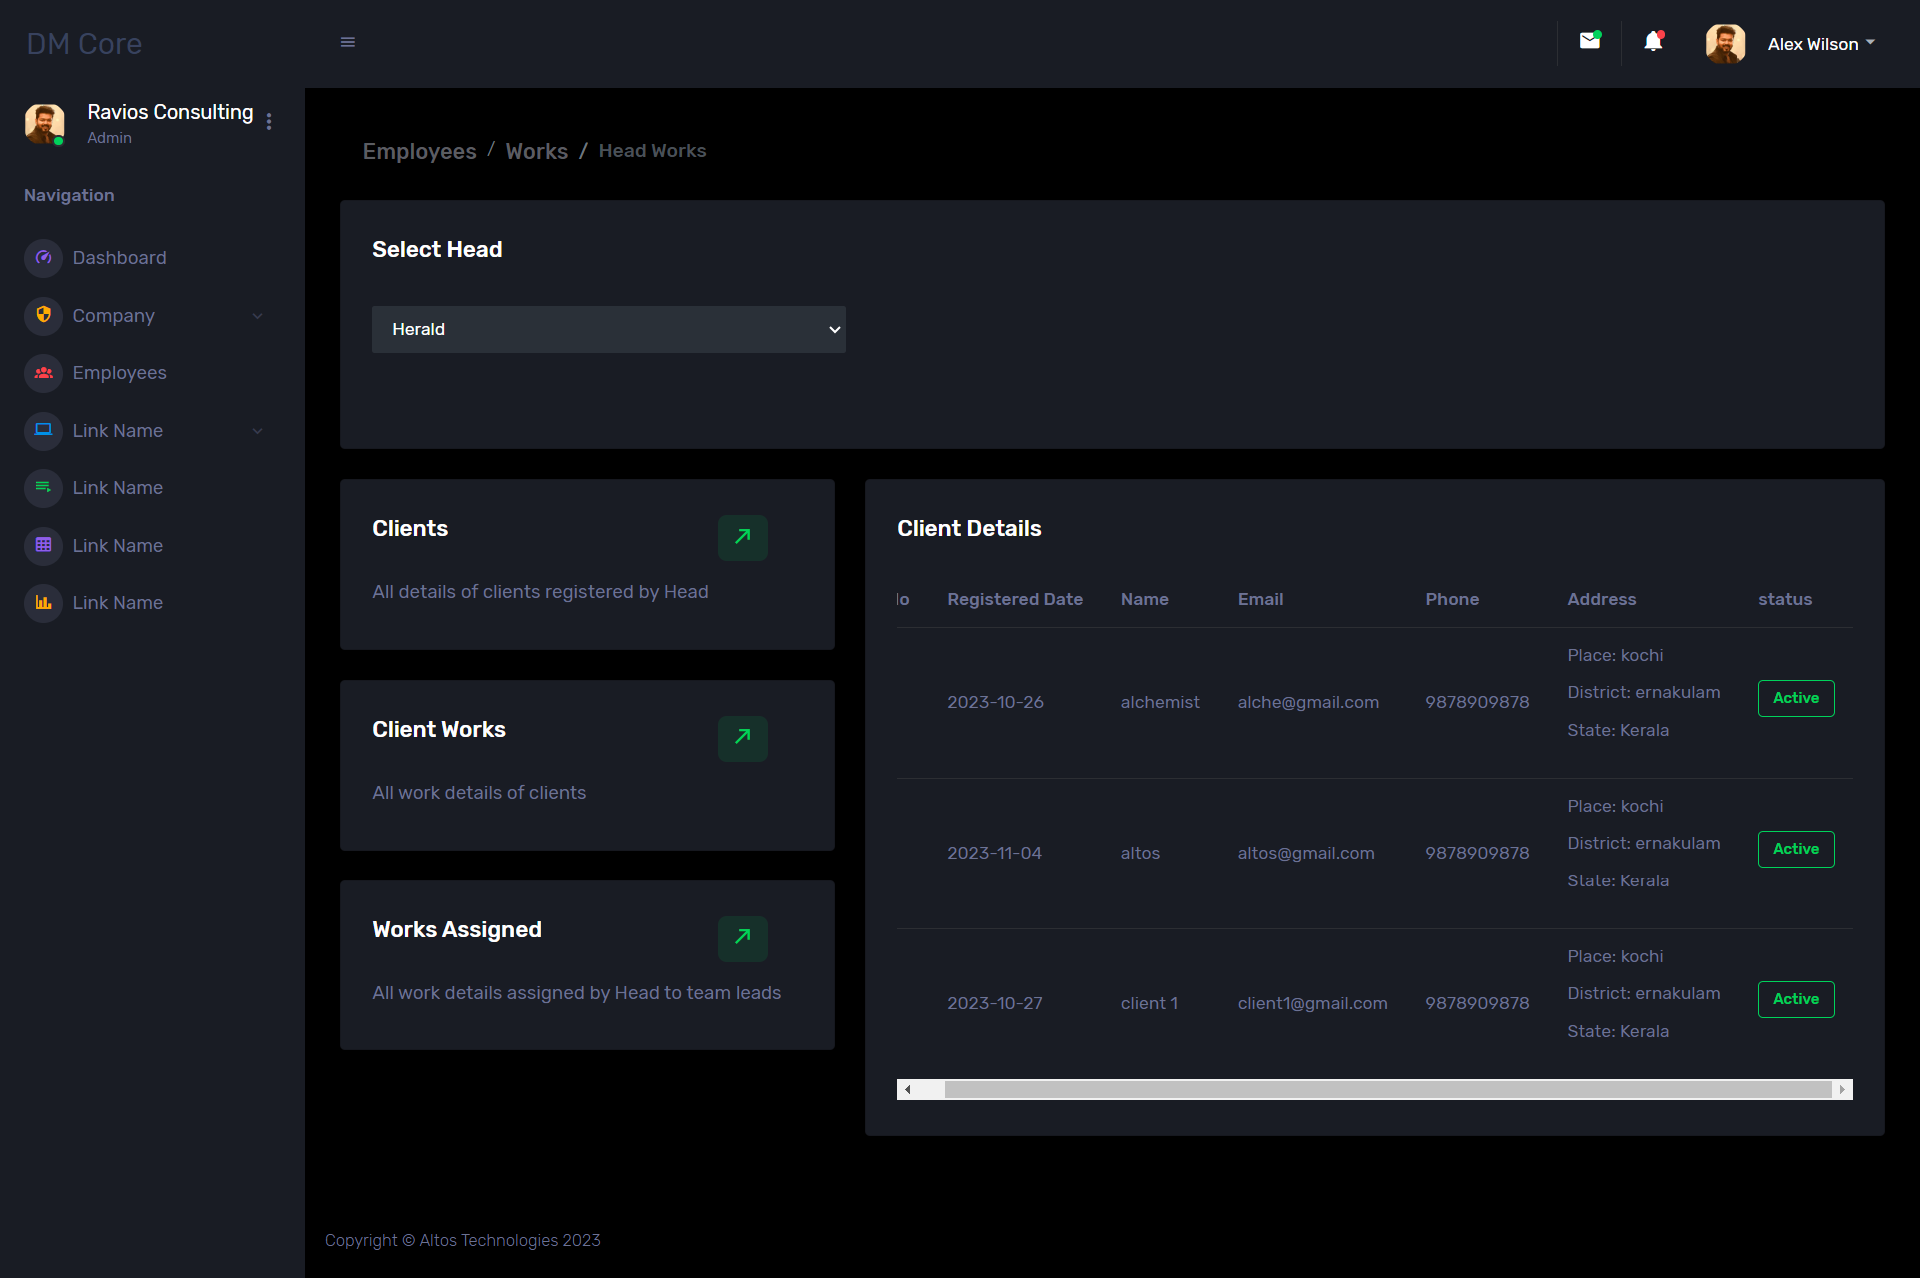 DM Core
Alex Wilson
Ravios Consulting
Admin
Navigation
Dashboard
Company
Employees
Link Name
Link Name
Link Name
Link Name
Employees / Works / Head Works
Select Head
Herald
Clients
All details of clients registered by Head
Client Works
All work details of clients
Works Assigned
All work details assigned by Head to team leads
Client Details
Registered Date Name Email Phone Address status
2023-10-26 alchemist alche@gmail.com 9878909878 Place: kochi
District: ernakulam
State: Kerala
Active
2023-11-04 altos altos@gmail.com 9878909878 Place: kochi
District: ernakulam
State: Kerala
Active
2023-10-27 client 1 client1@gmail.com 9878909878 Place: kochi
District: ernakulam
State: Kerala
Active
Copyright © Altos Technologies 2023